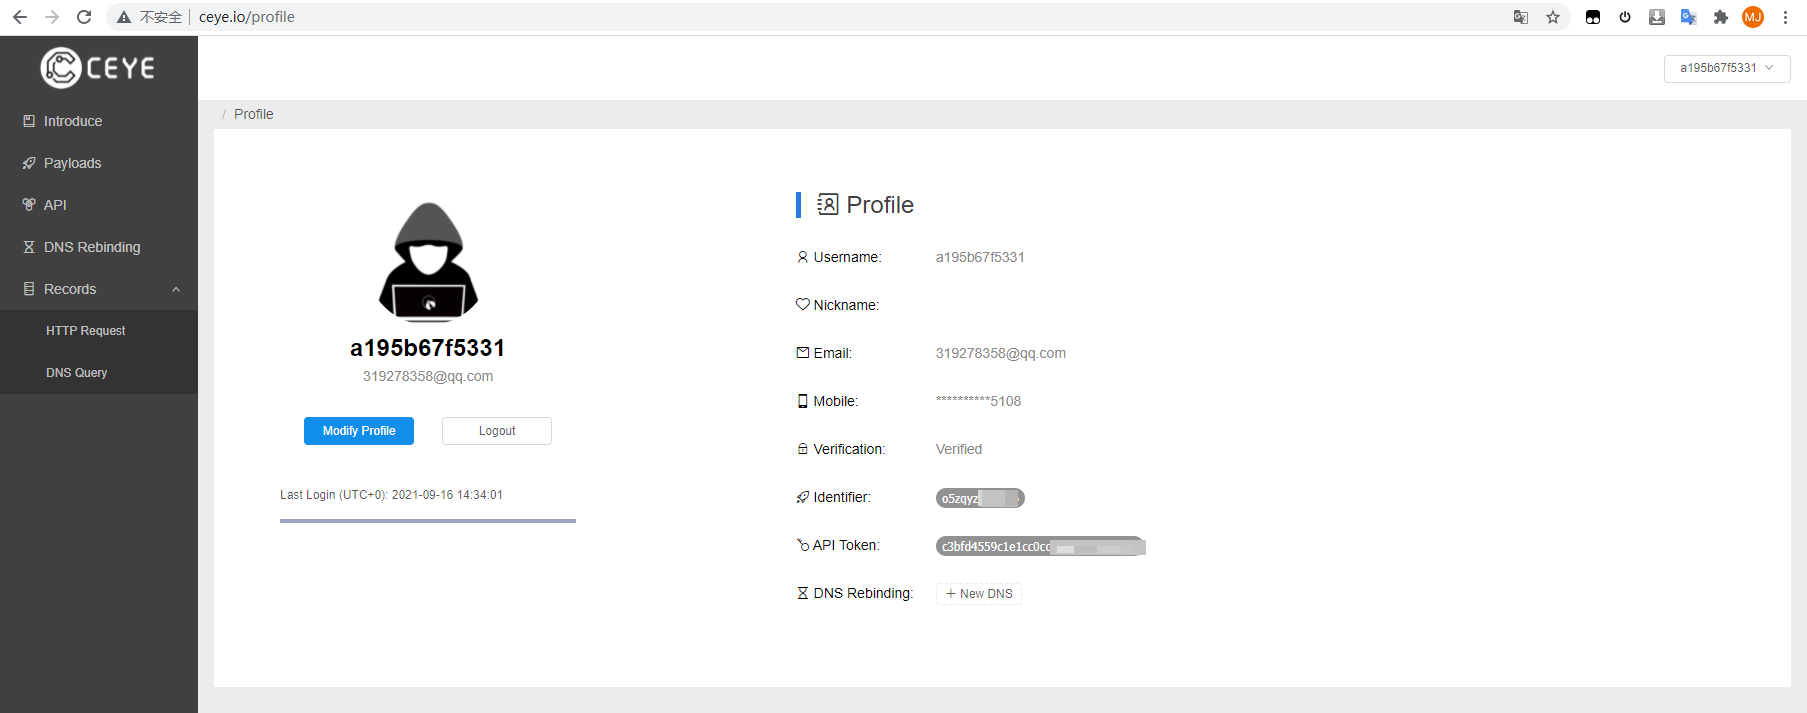 不安全 ceye.io/profile
MJ
CEYE
a195b67f5331
Introduce
Payloads
API
DNS Rebinding
Records
HTTP Request
DNS Query
/ Profile
a195b67f5331
319278358@qq.com
Modify Profile
Logout
Last Login (UTC+0): 2021-09-16 14:34:01
Profile
Username: a195b67f5331
Nickname:
Email: 319278358@qq.com
Mobile: **********5108
Verification: Verified
Identifier: o5zqyz
API Token: c3bfd4559c1e1cc0cc
DNS Rebinding: + New DNS